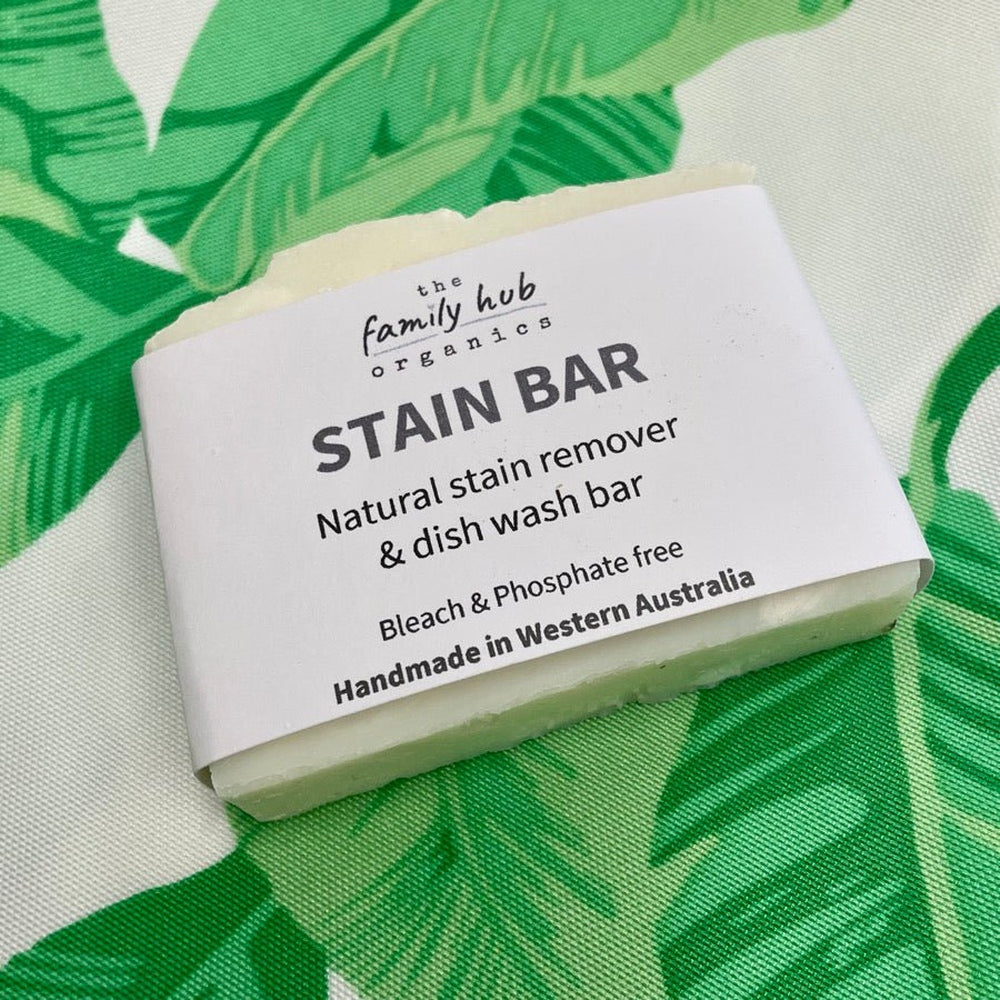 the
family hub
organics
STAIN BAR
Natural stain remover
& dish wash bar
Bleach & Phosphate free
Handmade in Western Australia